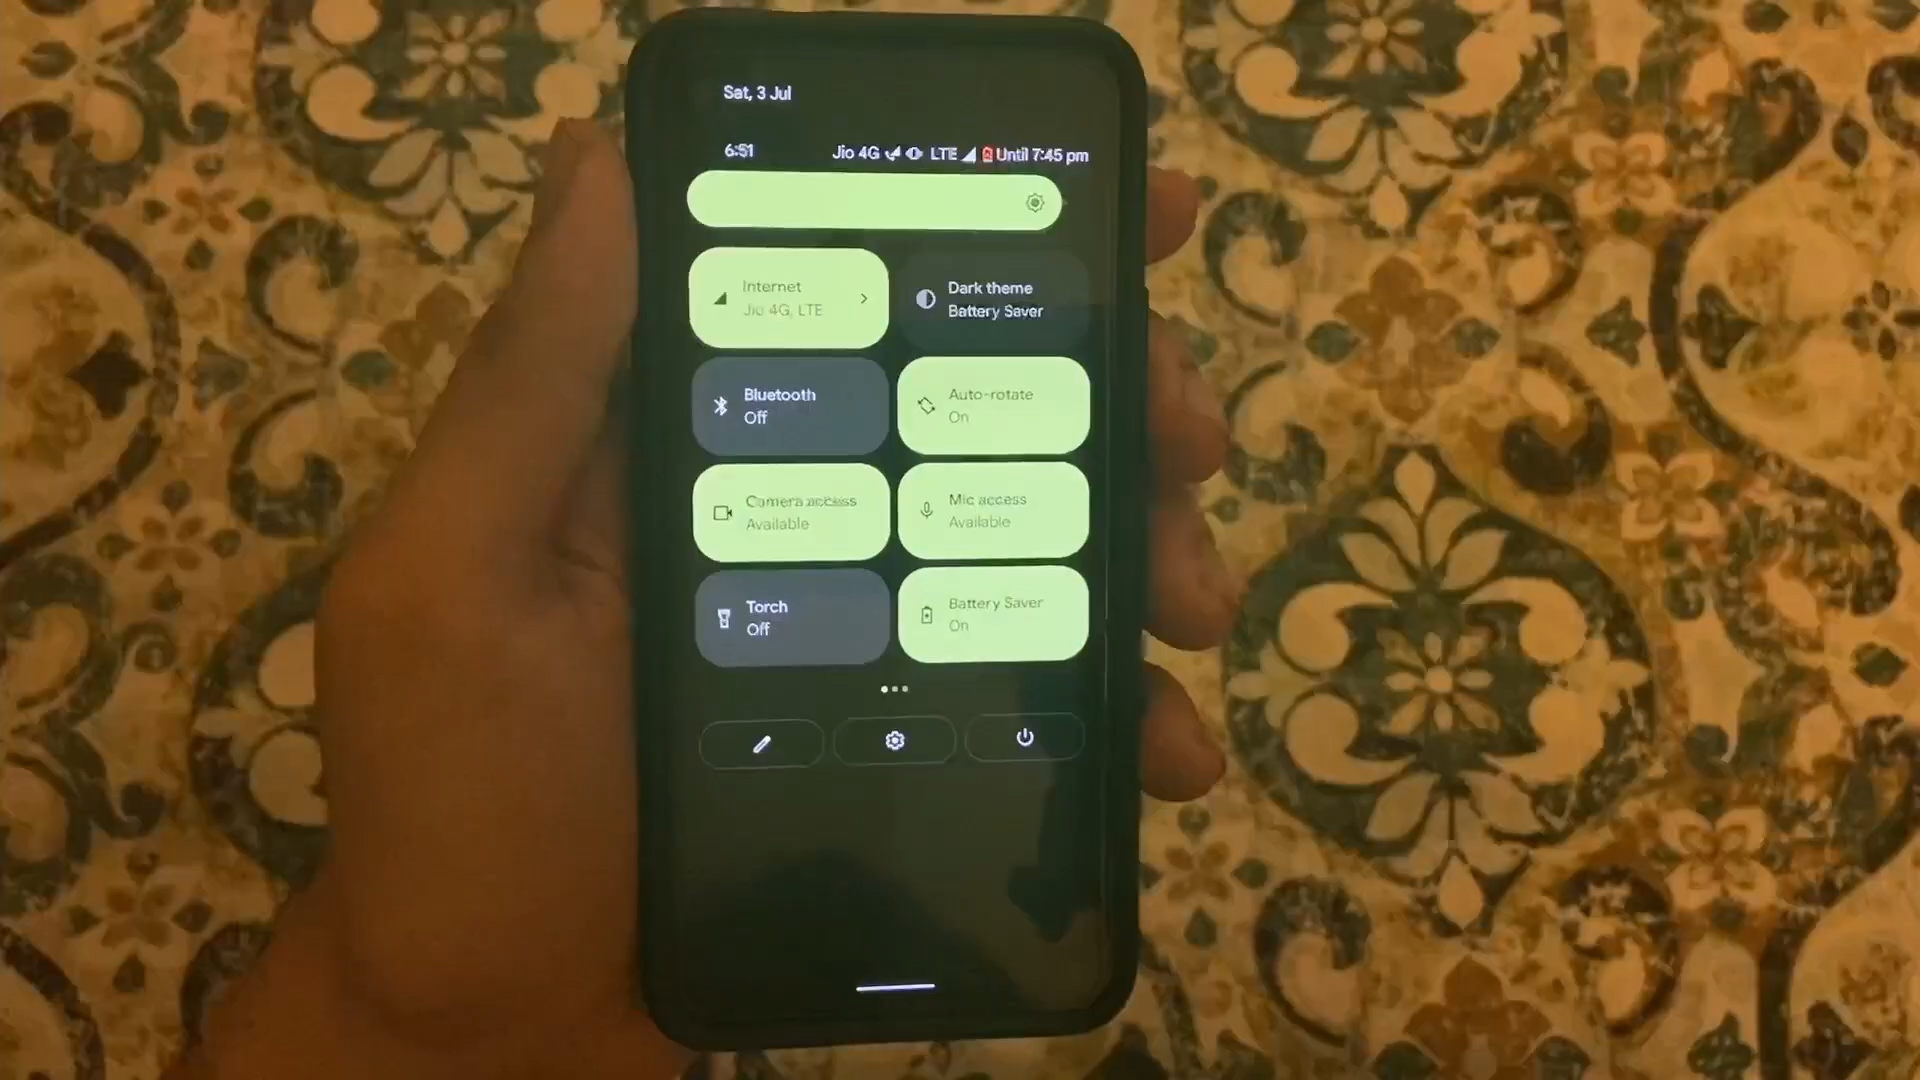 Sat, 3 Jul
6:51 Jio 4G LTE Until 7:45 pm
Internet
Jio 4G, LTE
Dark theme
Battery Saver
Bluetooth
Off
Auto-rotate
On
Camera access
Available
Mic access
Available
Torch
Off
Battery Saver
On